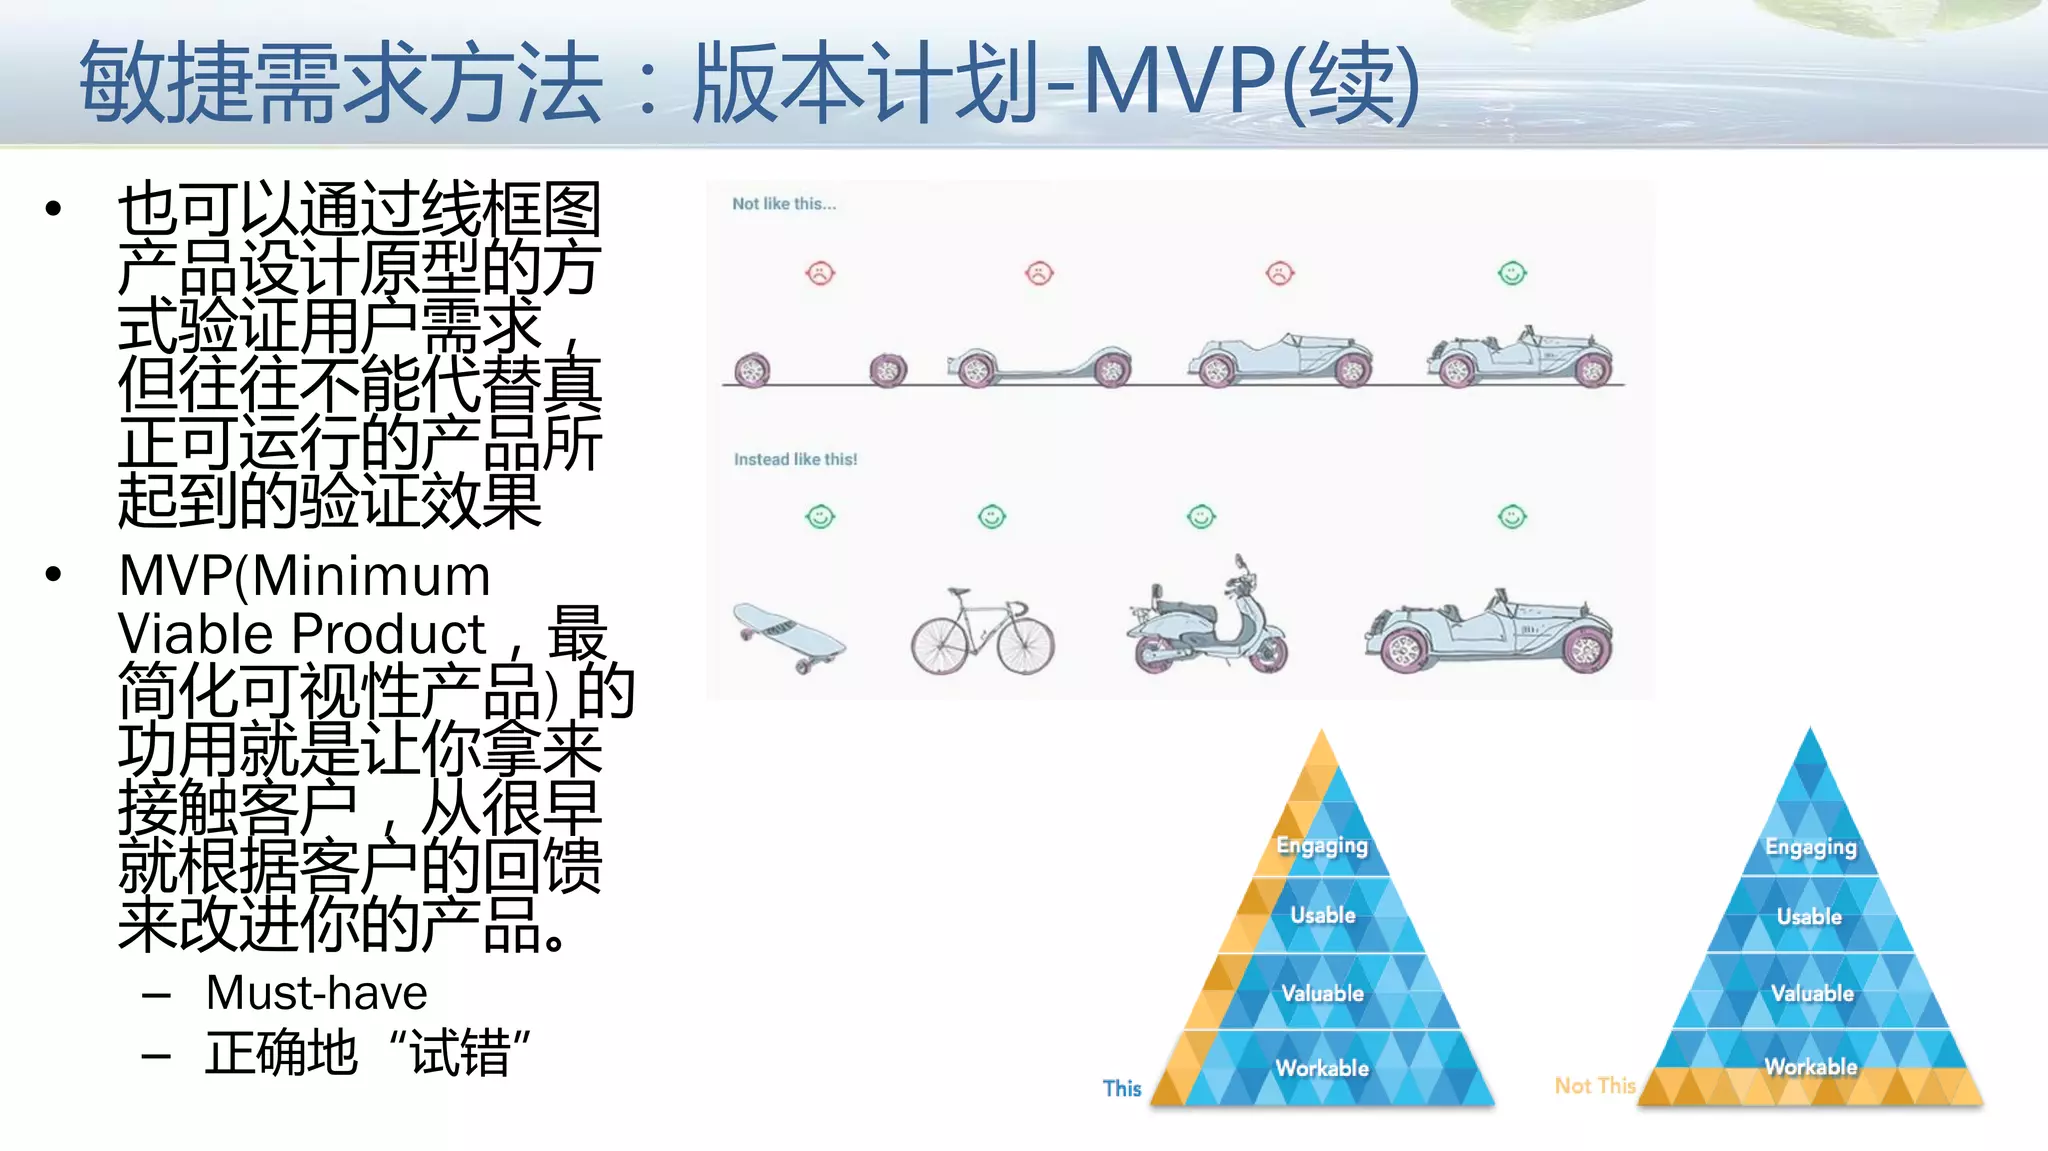 敏捷需求方法：版本计划-MVP(续)
• 也可以通过线框图
产品设计原型的方
式验证用户需求，
但往往不能代替真
正可运行的产品所
起到的验证效果
• MVP(Minimum
Viable Product，最
简化可视性产品) 的
功用就是让你拿来
接触客户，从很早
就根据客户的回馈
来改进你的产品。
– Must-have
– 正确地“试错”
Not like this...
Instead like this!
Engaging
Usable
Valuable
Workable
This
Engaging
Usable
Valuable
Workable
Not This